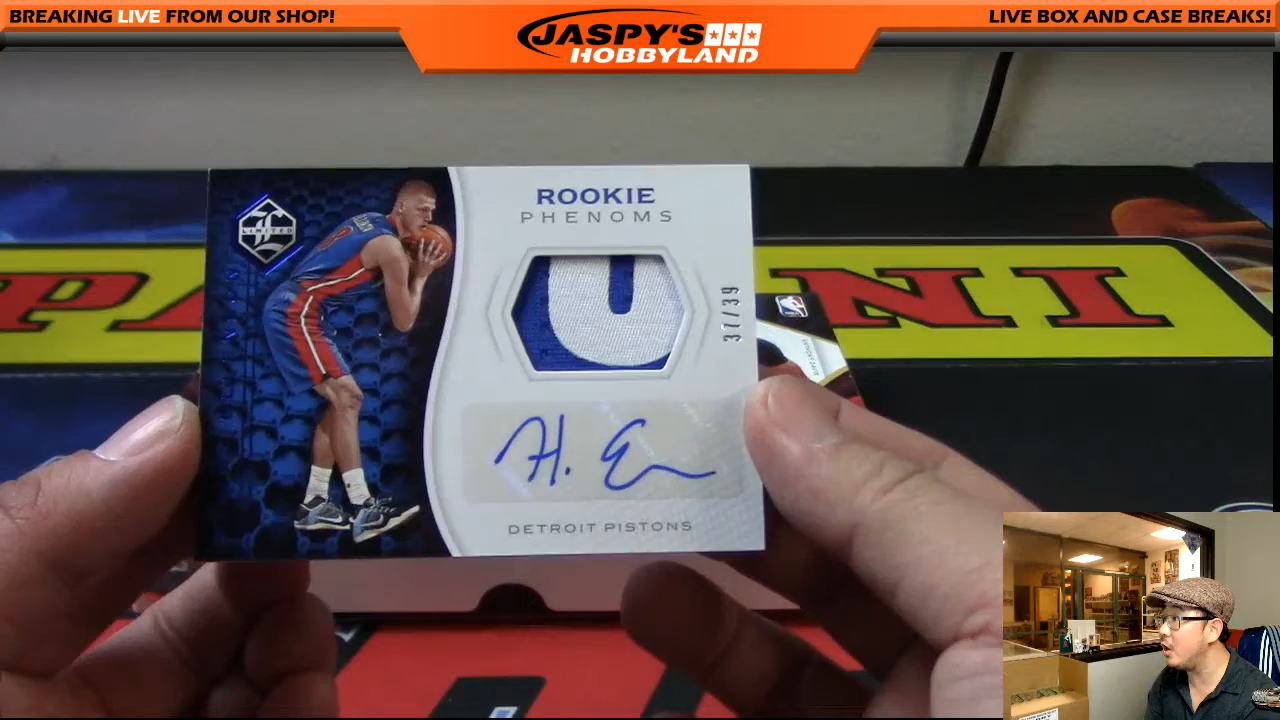 BREAKING LIVE FROM OUR SHOP!
JASPY'S
HOBBYLAND
LIVE BOX AND CASE BREAKS!
LIMITED
ROOKIE
PHENOMS
37/39
H. E
DETROIT PISTONS
PANINI